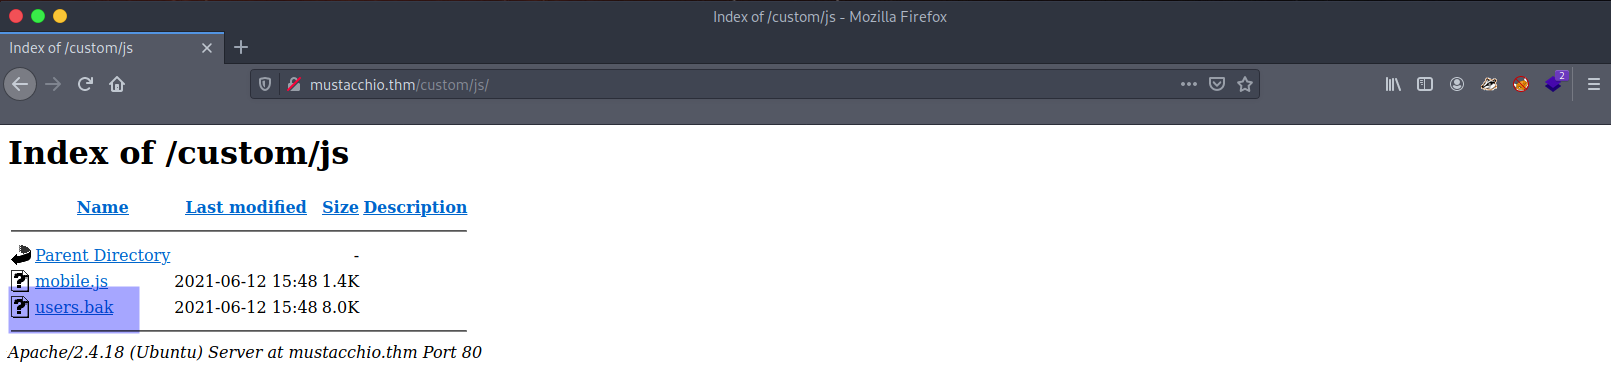 Index of /custom/js - Mozilla Firefox
Index of /custom/js
mustacchio.thm/custom/js/
2
Index of /custom/js
Name Last modified Size Description
Parent Directory -
mobile.js 2021-06-12 15:48 1.4K
users.bak 2021-06-12 15:48 8.0K
Apache/2.4.18 (Ubuntu) Server at mustacchio.thm Port 80